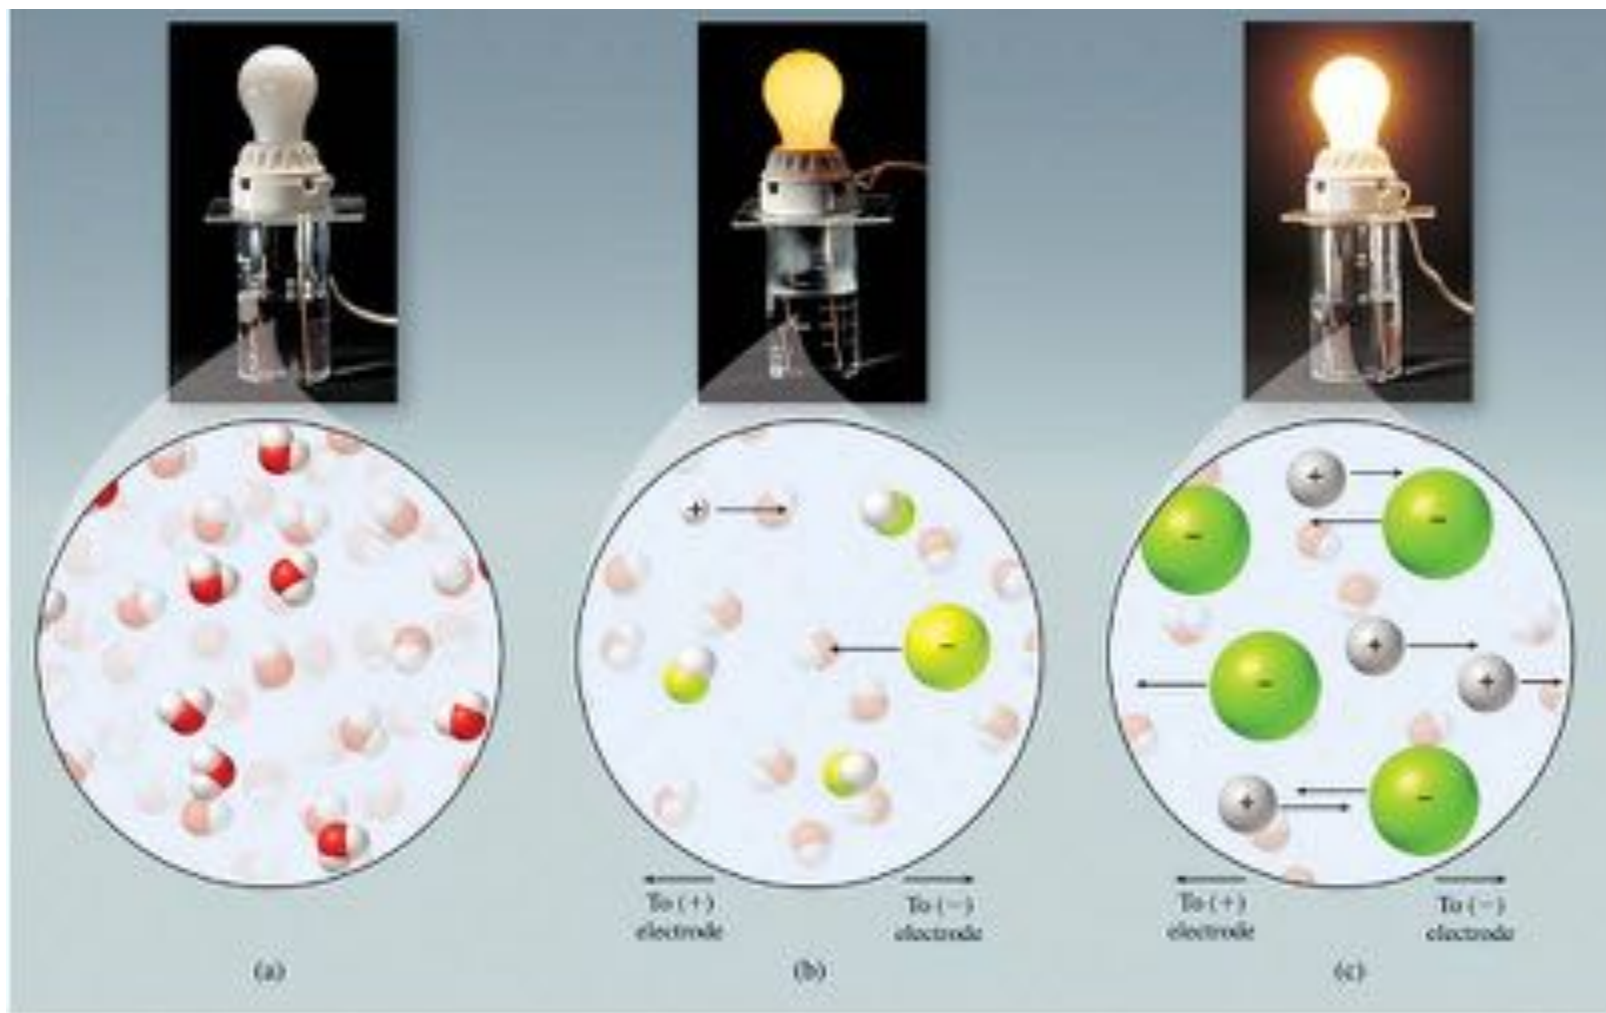 +
-
-
+
-
-
+
+
-
+
-
To (+)
electrode
To (−)
electrode
To (+)
electrode
To (−)
electrode
(a)
(b)
(c)